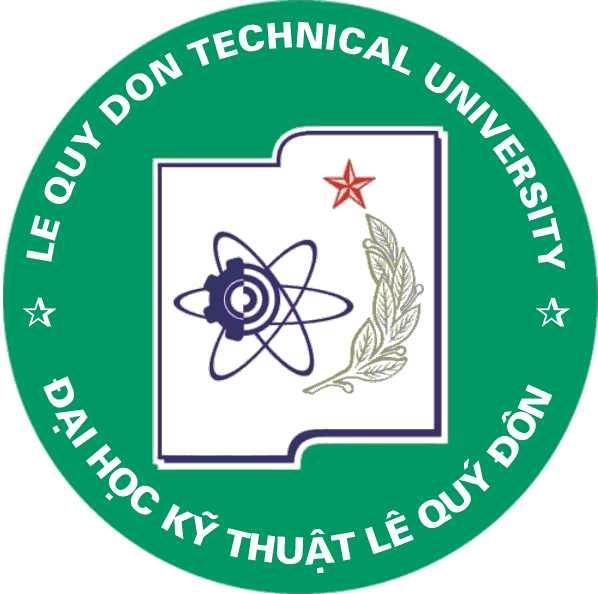 LE QUY DON TECHNICAL UNIVERSITY
ĐẠI HỌC KỸ THUẬT LÊ QUÝ ĐÔN